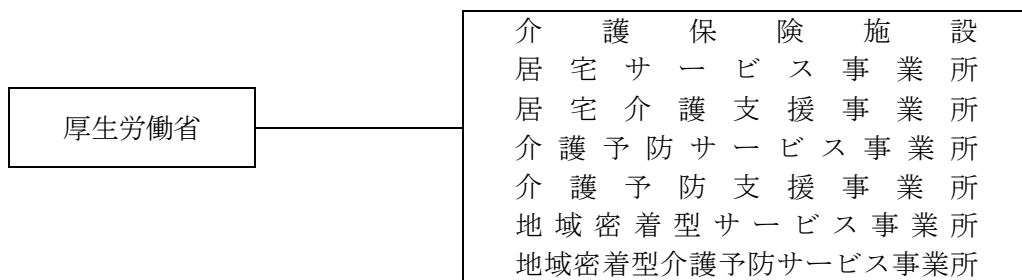 厚生労働省
介護保険施設
居宅サービス事業所
居宅介護支援事業所
介護予防サービス事業所
介護予防支援事業所
地域密着型サービス事業所
地域密着型介護予防サービス事業所